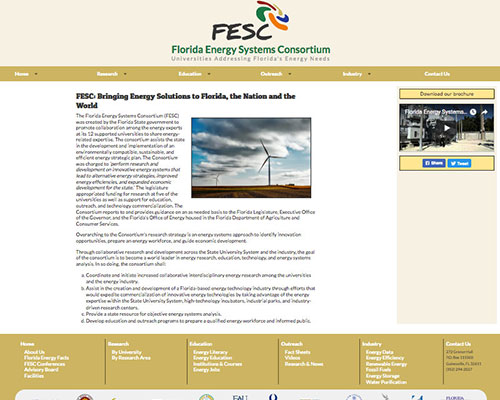 FESC
Florida Energy Systems Consortium
Universities Addressing Florida's Energy Needs
Home Research Education Outreach Industry Contact Us
FESC: Bringing Energy Solutions to Florida, the Nation and the
World
The Florida Energy Systems Consortium (FESC)
was created by the Florida State government to
promote collaboration among the energy experts
at its 12 supported universities to share energy-
related expertise. The consortium assists the state
in the development and implementation of an
environmentally compatible, sustainable, and
efficient energy strategic plan. The Consortium
was charged to 'perform research and
development on innovative energy systems that
lead to alternative energy strategies, improved
energy efficiencies, and expanded economic
development for the state.' The legislature
appropriated funding for research at five of the
universities as well as support for education,
outreach, and technology commercialization. The
Consortium reports to and provides guidance on an as needed basis to the Florida Legislature; Executive Office
of the Governor, and the Florida's Office of Energy housed in the Florida Department of Agriculture and
Consumer Services.
Overarching to the Consortium's research strategy is an energy systems approach to identify innovation
opportunities, prepare an energy workforce, and guide economic development.
Through collaborative research and development across the State University System and the industry, the goal
of the consortium is to become a world leader in energy research, education, technology, and energy systems
analysis. In so doing, the consortium shall:
a. Coordinate and initiate increased collaborative interdisciplinary energy research among the universities
and the energy industry.
b. Assist in the creation and development of a Florida-based energy technology industry through efforts that
would expedite commercialization of innovative energy technologies by taking advantage of the energy
expertise within the State University System, high-technology incubators, industrial parks, and industry-
driven research centers.
c. Provide a state resource for objective energy systems analysis.
d. Develop education and outreach programs to prepare a qualified energy workforce and informed public.
Download our brochure
Florida Energy Systems...
Share Tweet
Home
About Us
Florida Energy Facts
FESC Conferences
Advisory Board
Facilities
Research
By University
By Research Area
Education
Energy Literacy
Energy Education
Institutions & Courses
Energy Jobs
Outreach
Fact Sheets
Videos
Research & News
Industry
Energy Data
Energy Efficiency
Renewable Energy
Fossil Fuels
Energy Storage
Water Purification
Contact Us
Gainesville, FL
FAU
FLORIDA